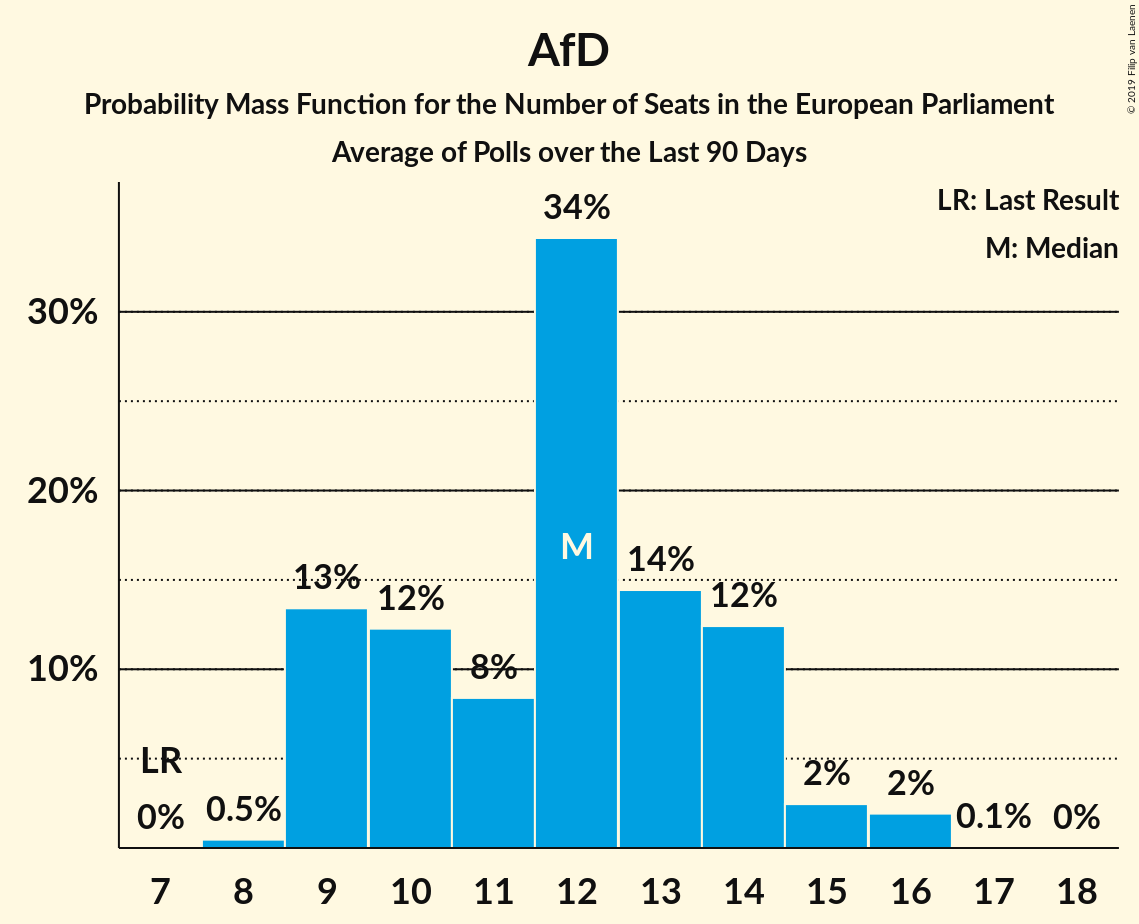 AfD
Probability Mass Function for the Number of Seats in the European Parliament
Average of Polls over the Last 90 Days
© 2019 Filip van Laenen
LR: Last Result
M: Median
34%
30%
20%
M
14%
13%
12%
12%
10%
8%
LR
2%
2%
0%
0.5%
0.1%
0%
7 8 9 10 11 12 13 14 15 16 17 18